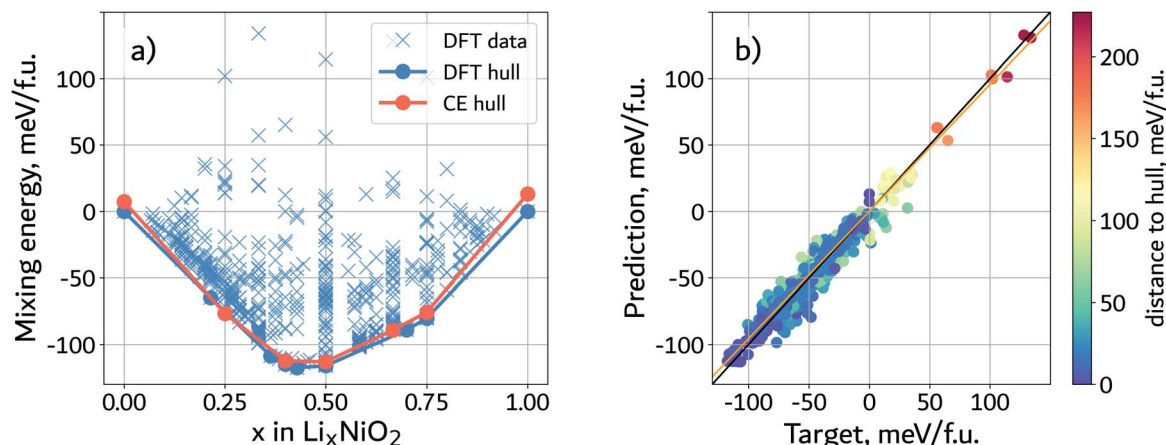 a)
DFT data
DFT hull
CE hull
Mixing energy, meV/f.u.
100
50
0
-50
-100
0.00 0.25 0.50 0.75 1.00
x in LiₓNiO₂
b)
Prediction, meV/f.u.
100
50
0
-50
-100
-100 -50 0 50 100
Target, meV/f.u.
200
150
100
50
0
distance to hull, meV/f.u.